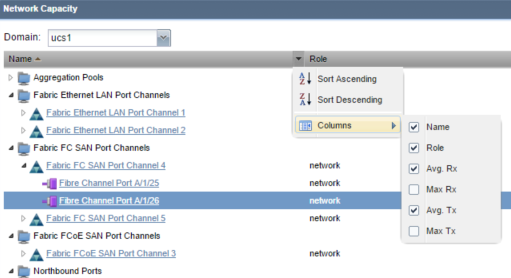 Network Capacity
Domain: ucs1
Name Role
Aggregation Pools
Fabric Ethernet LAN Port Channels
Fabric Ethernet LAN Port Channel 1
Fabric Ethernet LAN Port Channel 2
Fabric FC SAN Port Channels
Fabric FC SAN Port Channel 4 network
Fibre Channel Port A/1/25 network
Fibre Channel Port A/1/26 network
Fabric FC SAN Port Channel 5 network
Fabric FCoE SAN Port Channels
Fabric FCoE SAN Port Channel 3 network
Northbound Ports
Sort Ascending
Sort Descending
Columns
Name
Role
Avg. Rx
Max Rx
Avg. Tx
Max Tx